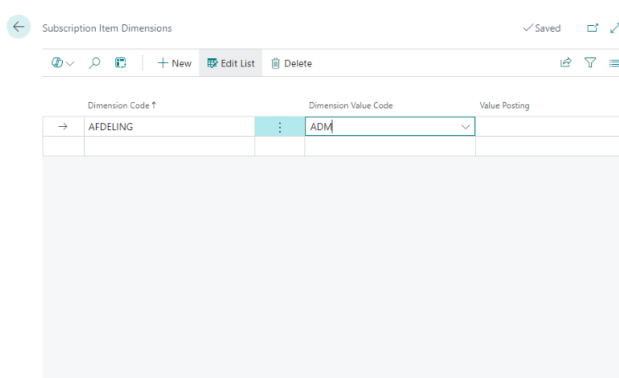 Subscription Item Dimensions
Saved
New
Edit List
Delete
Dimension Code ↑
Dimension Value Code
Value Posting
AFDELING
ADM